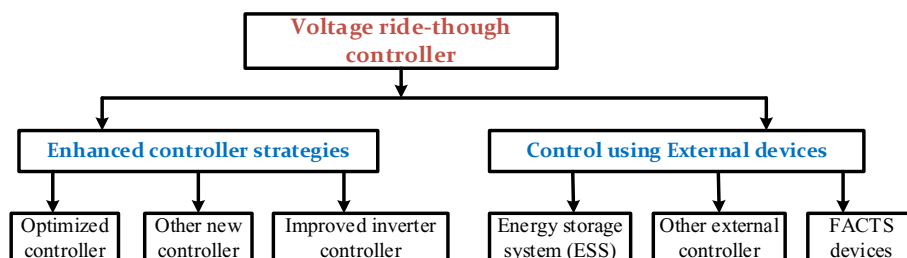 Voltage ride-though
controller
Enhanced controller strategies
Control using External devices
Optimized
controller
Other new
controller
Improved inverter
controller
Energy storage
system (ESS)
Other external
controller
FACTS
devices